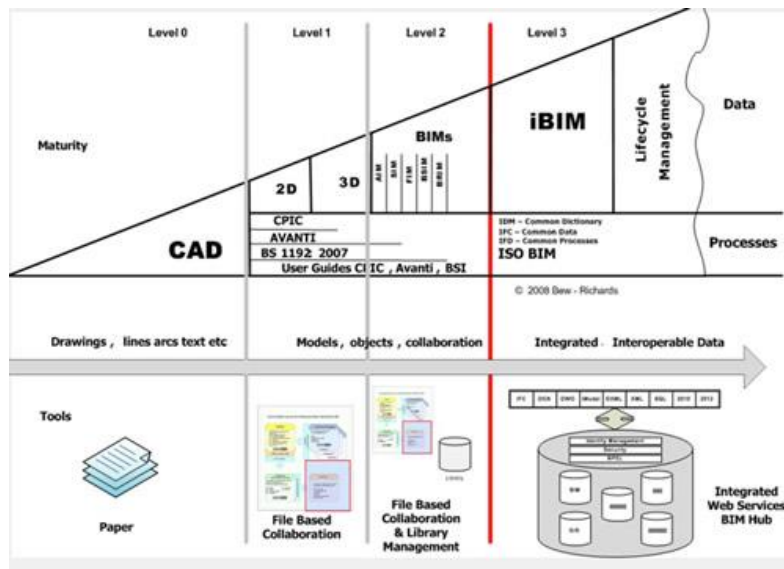 Level 0
Level 1
Level 2
Level 3
Maturity
CAD
2D
3D
BIMs
AIM
SIM
FIM
BSIM
BRIM
iBIM
Lifecycle
Management
Data
CPIC
AVANTI
BS 1192 2007
User Guides CPIC , Avanti , BSI
IDM – Common Dictionary
IFC – Common Data
IFD – Common Processes
ISO BIM
Processes
© 2008 Bew - Richards
Drawings , lines arcs text etc
Models , objects , collaboration
Integrated Interoperable Data
Tools
Paper
File Based
Collaboration
File Based
Collaboration
& Library
Management
IFC
DGN
DWG
XML
SQL
Identity Management
Security
Integrated
Web Services
BIM Hub